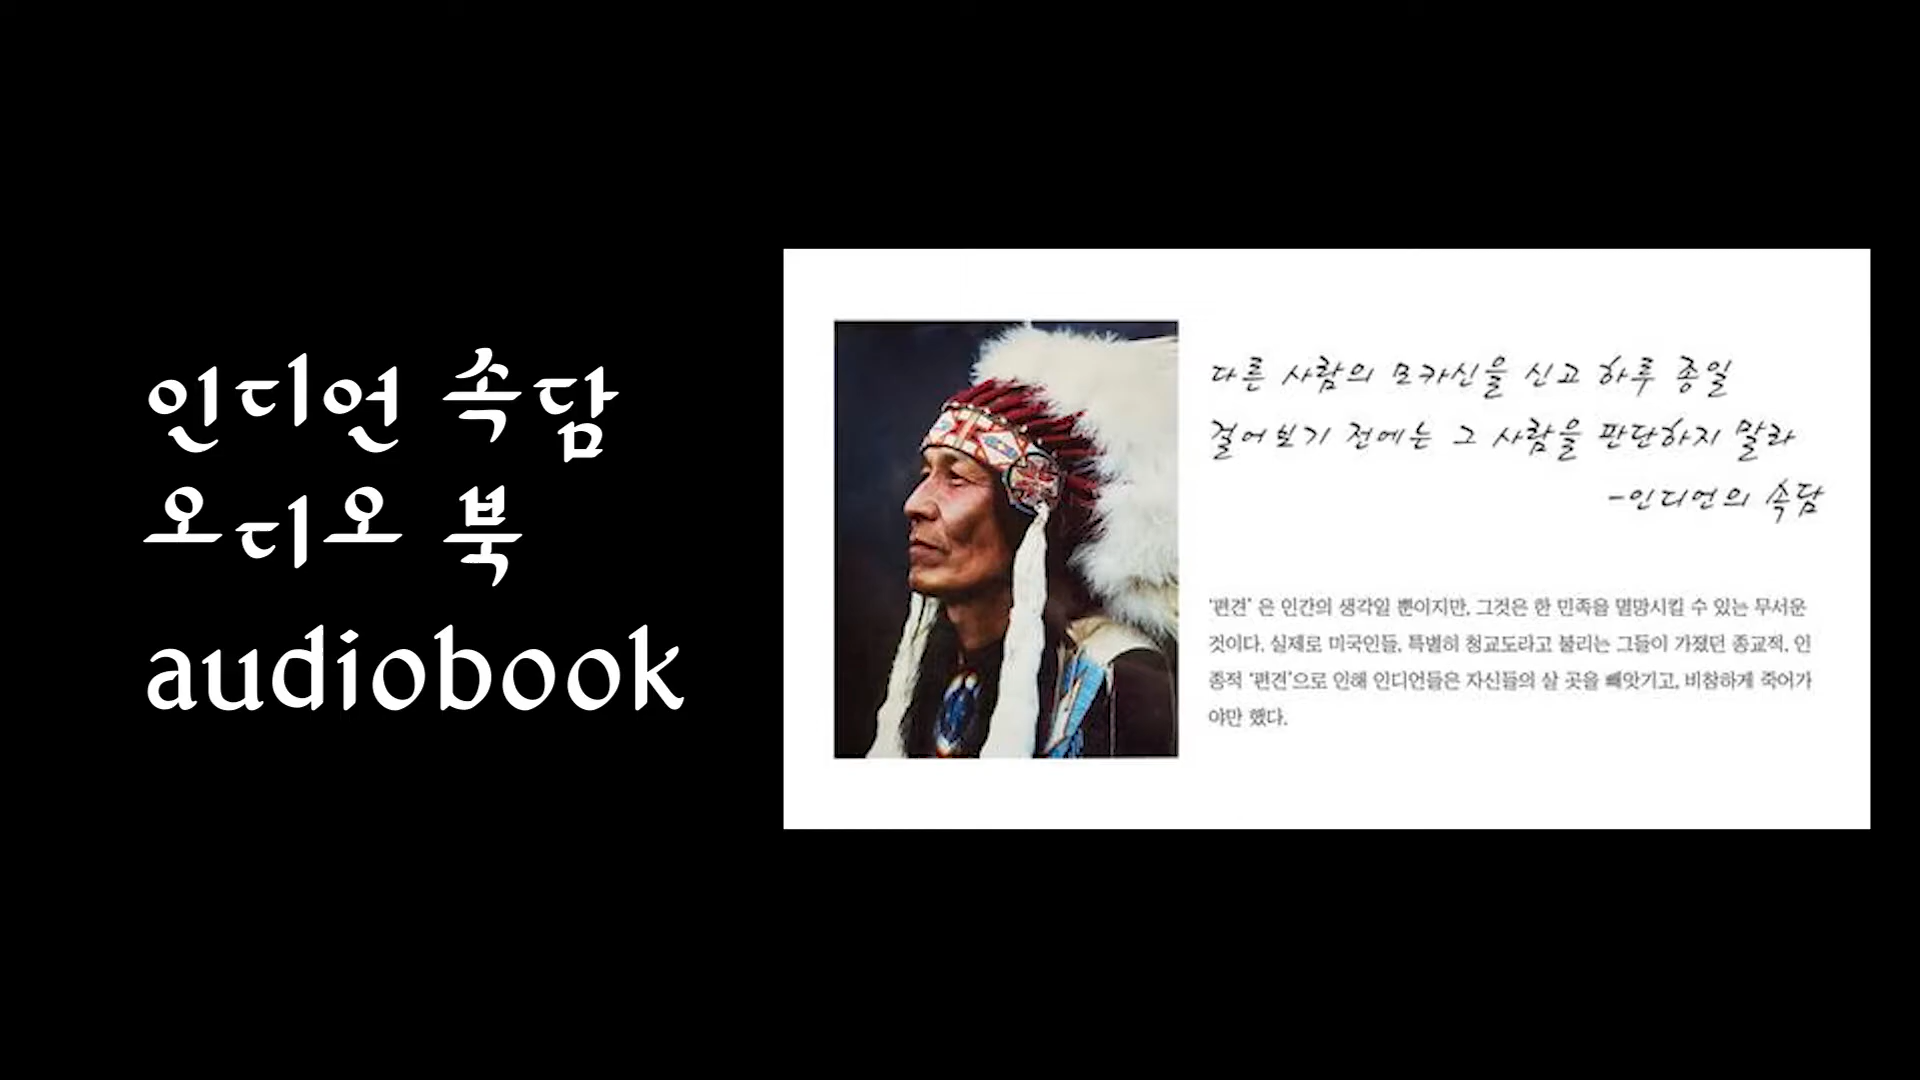 인디언 속담
오디오 북
audiobook
다른 사람의 모카신을 신고 하루 종일
걸어보기 전에는 그 사람을 판단하지 말라
-인디언의 속담
'편견' 은 인간의 생각일 뿐이지만, 그것은 한 민족을 멸망시킬 수 있는 무서운
것이다. 실제로 미국인들, 특별히 청교도라고 불리는 그들이 가졌던 종교적, 인
종적 '편견'으로 인해 인디언들은 자신들의 살 곳을 빼앗기고, 비참하게 죽어가
야만 했다.